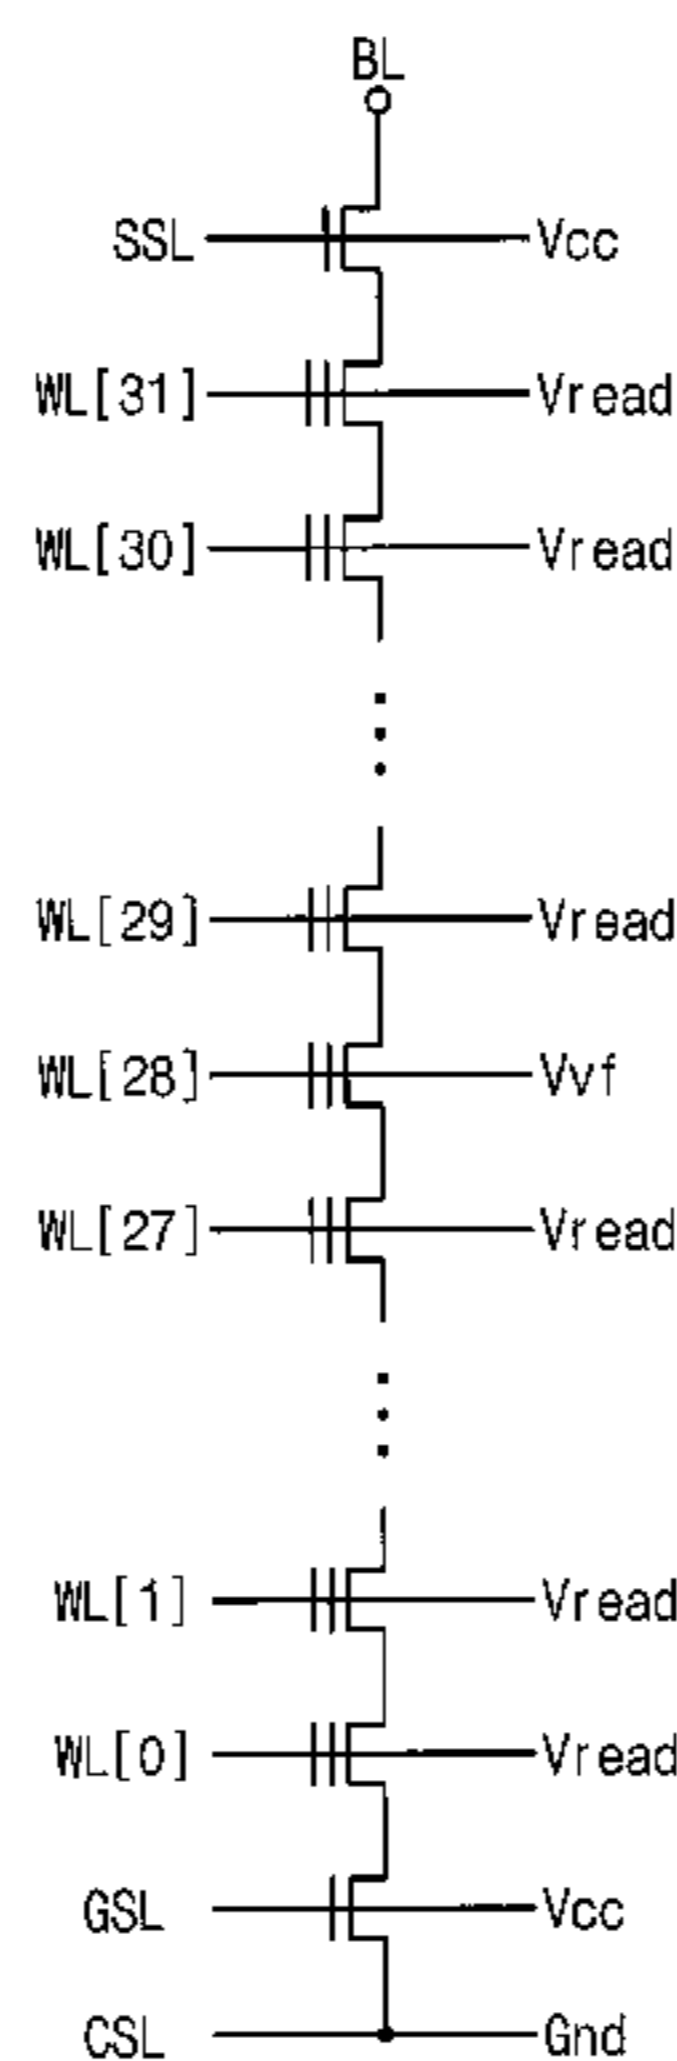 BL
SSL Vcc
WL[31] Vread
WL[30] Vread
WL[29] Vread
WL[28] Vvf
WL[27] Vread
WL[1] Vread
WL[0] Vread
GSL Vcc
CSL Gnd